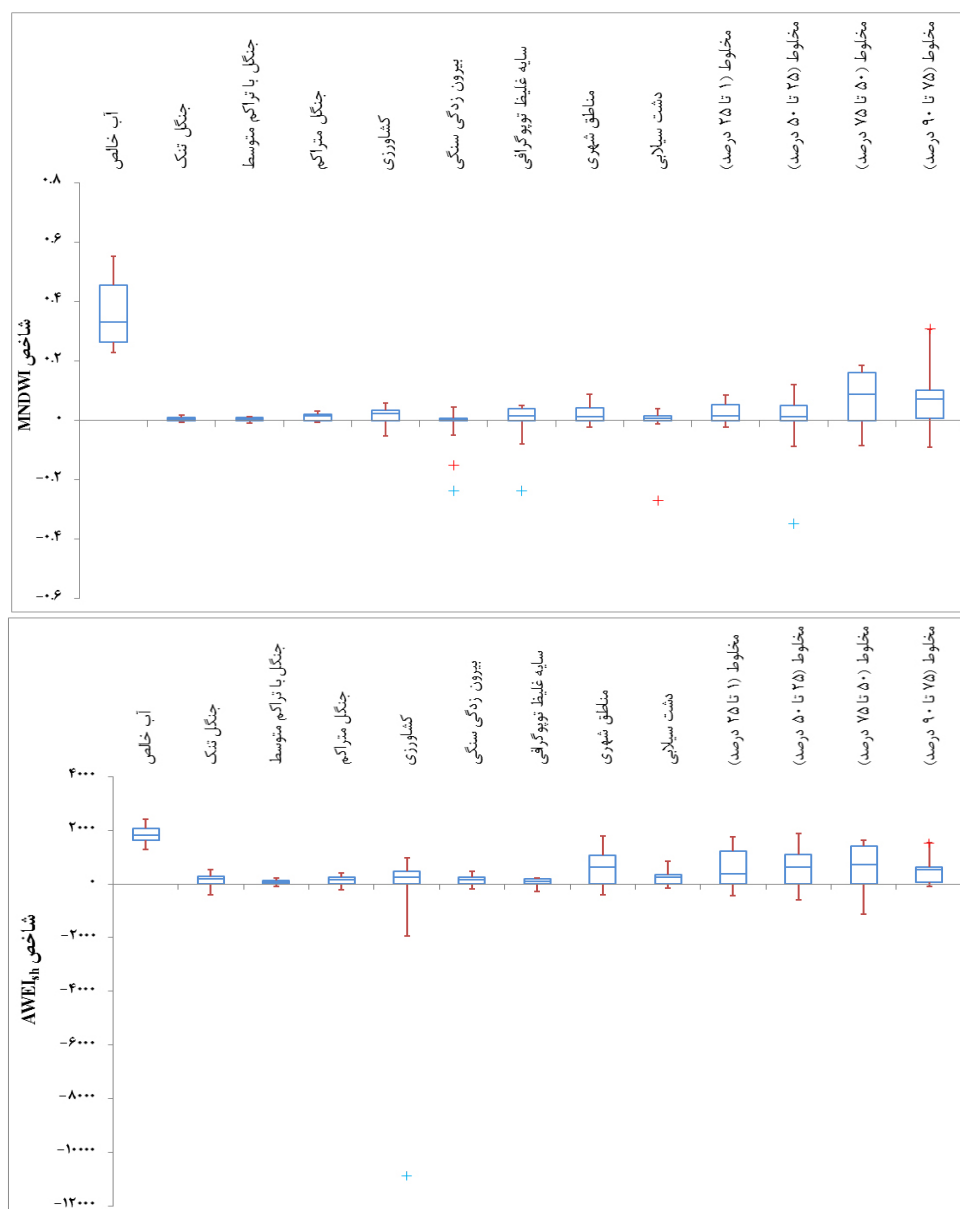 آب خالص
جنگل تنک
جنگل با تراکم متوسط
جنگل متراکم
کشاورزی
بیرون زدگی سنگی
سایه غلیظ توپوگرافی
مناطق شهری
دشت سیلابی
مخلوط (۱ تا ۲۵ درصد)
مخلوط (۲۵ تا ۵۰ درصد)
مخلوط (۵۰ تا ۷۵ درصد)
مخلوط (۷۵ تا ۹۰ درصد)
شاخص MNDWI
۰.۸
۰.۶
۰.۴
۰.۲
۰
-۰.۲
-۰.۴
-۰.۶
آب خالص
جنگل تنک
جنگل با تراکم متوسط
جنگل متراکم
کشاورزی
بیرون زدگی سنگی
سایه غلیظ توپوگرافی
مناطق شهری
دشت سیلابی
مخلوط (۱ تا ۲۵ درصد)
مخلوط (۲۵ تا ۵۰ درصد)
مخلوط (۵۰ تا ۷۵ درصد)
مخلوط (۷۵ تا ۹۰ درصد)
شاخص AWEIsh
۴۰۰۰
۲۰۰۰
۰
-۲۰۰۰
-۴۰۰۰
-۶۰۰۰
-۸۰۰۰
-۱۰۰۰۰
-۱۲۰۰۰